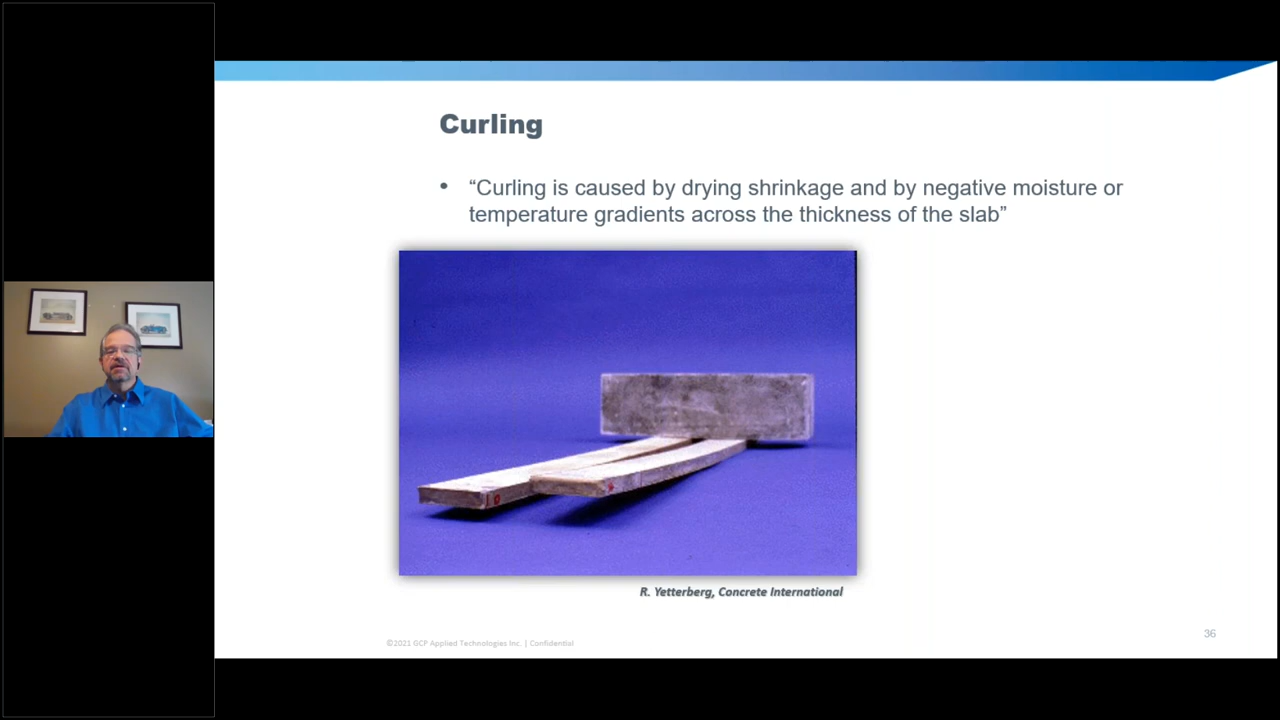 Curling
• “Curling is caused by drying shrinkage and by negative moisture or
temperature gradients across the thickness of the slab”
R. Yetterberg, Concrete International
©2021 GCP Applied Technologies Inc. | Confidential
36